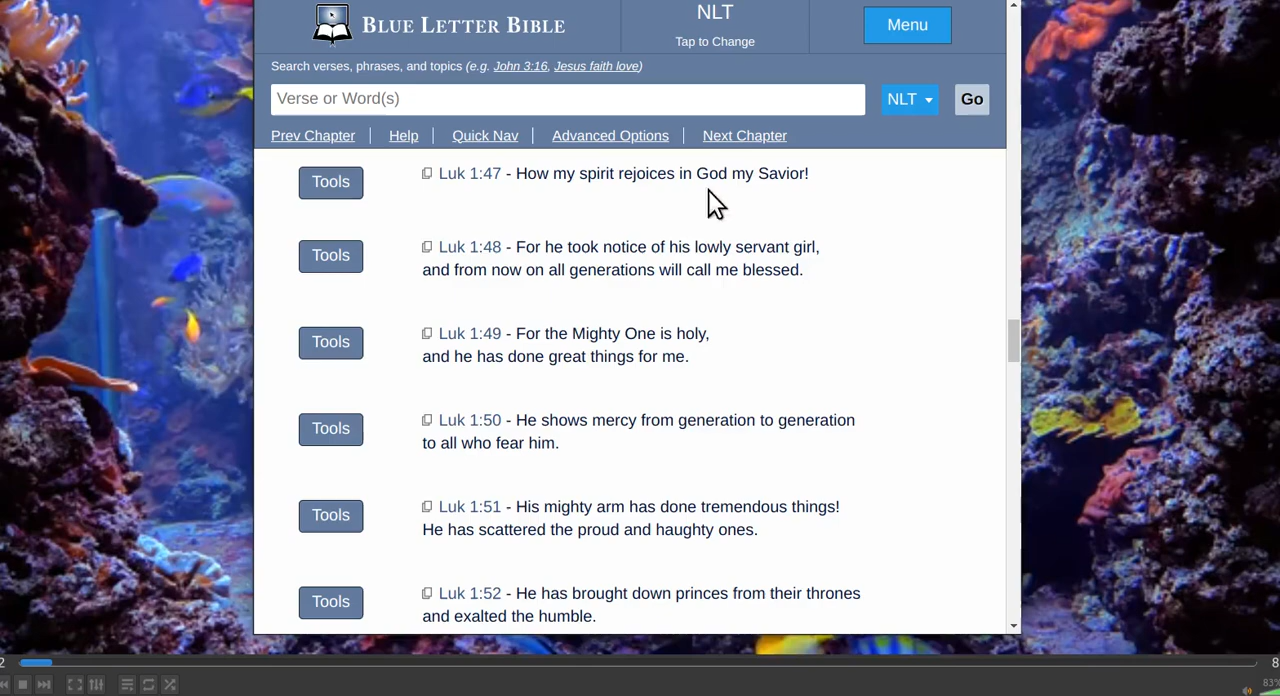 BLUE LETTER BIBLE
NLT
Tap to Change
Menu
Search verses, phrases, and topics (e.g. John 3:16, Jesus faith love)
Verse or Word(s)
NLT
Go
Prev Chapter
Help
Quick Nav
Advanced Options
Next Chapter
Tools
Luk 1:47 - How my spirit rejoices in God my Savior!
Tools
Luk 1:48 - For he took notice of his lowly servant girl,
and from now on all generations will call me blessed.
Tools
Luk 1:49 - For the Mighty One is holy,
and he has done great things for me.
Tools
Luk 1:50 - He shows mercy from generation to generation
to all who fear him.
Tools
Luk 1:51 - His mighty arm has done tremendous things!
He has scattered the proud and haughty ones.
Tools
Luk 1:52 - He has brought down princes from their thrones
and exalted the humble.
2
8
83%